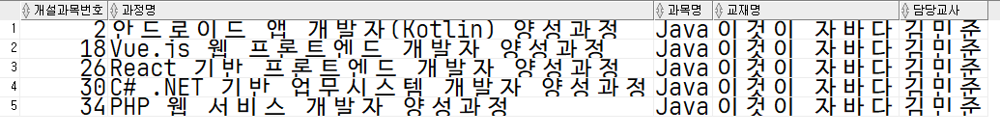 개설과목번호 과정명 과목명 교재명 담당교사
1 2 안드로이드 앱 개발자(Kotlin) 양성과정 Java 이것이 자바다 김민준
2 18 Vue.js 웹 프론트엔드 개발자 양성과정 Java 이것이 자바다 김민준
3 26 React 기반 프론트엔드 개발자 양성과정 Java 이것이 자바다 김민준
4 30 C# .NET 기반 업무시스템 개발자 양성과정 Java 이것이 자바다 김민준
5 34 PHP 웹 서비스 개발자 양성과정 Java 이것이 자바다 김민준